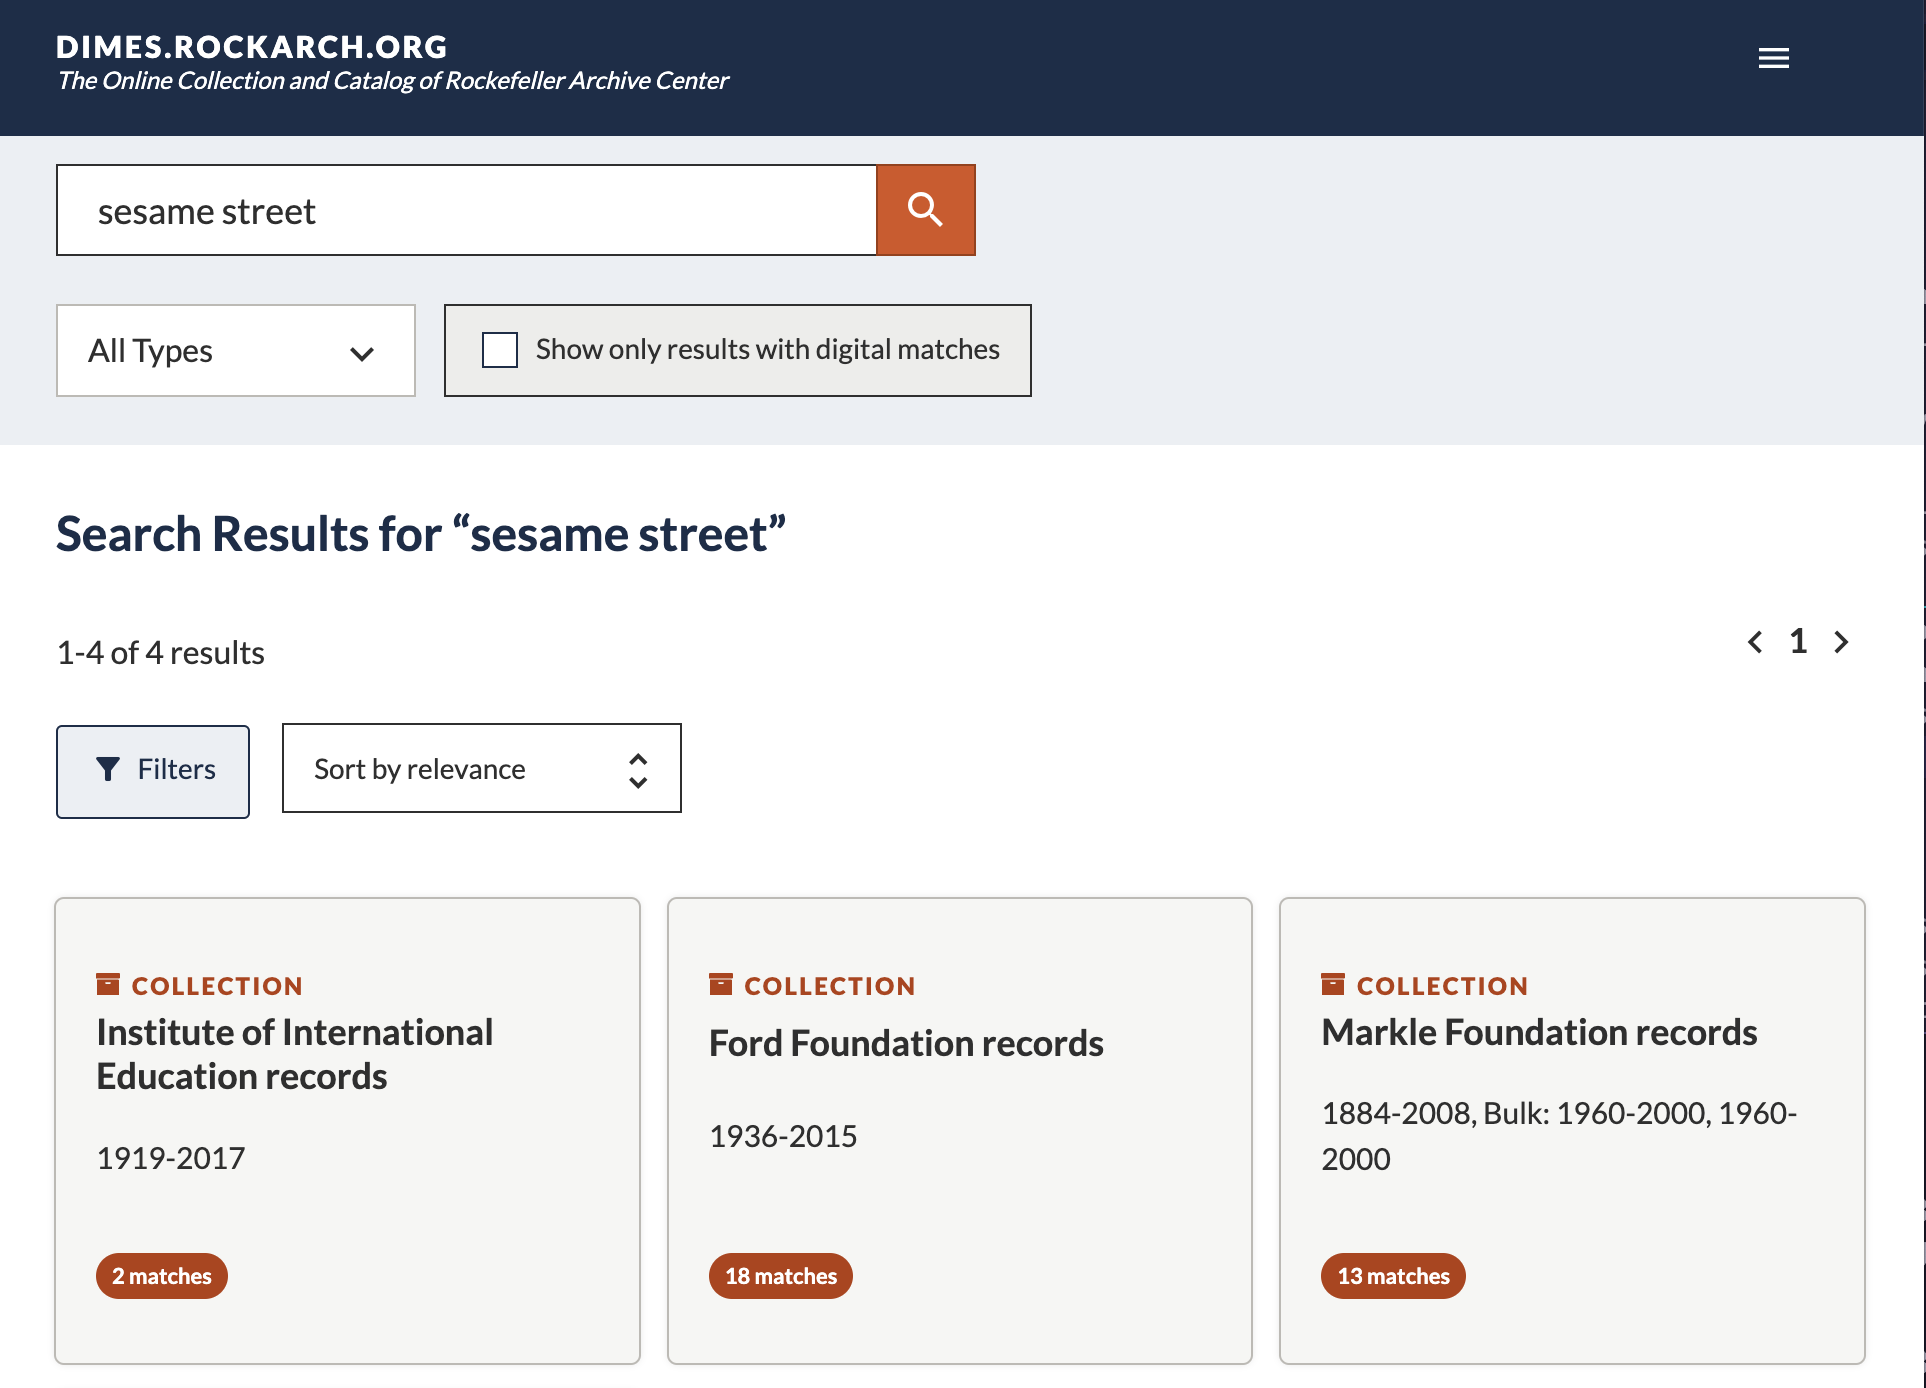 DIMES.ROCKARCH.ORG
The Online Collection and Catalog of Rockefeller Archive Center
sesame street
All Types
Show only results with digital matches
Search Results for “sesame street”
1-4 of 4 results
1
Filters
Sort by relevance
COLLECTION
Institute of International
Education records
1919-2017
2 matches
COLLECTION
Ford Foundation records
1936-2015
18 matches
COLLECTION
Markle Foundation records
1884-2008, Bulk: 1960-2000, 1960-
2000
13 matches